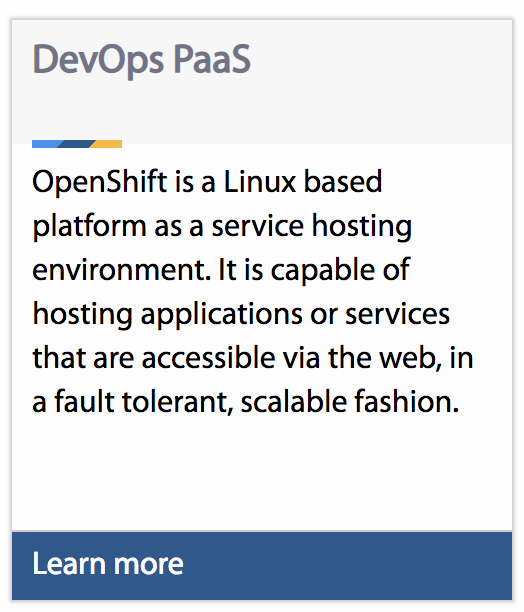 DevOps PaaS
OpenShift is a Linux based
platform as a service hosting
environment. It is capable of
hosting applications or services
that are accessible via the web, in
a fault tolerant, scalable fashion.
Learn more